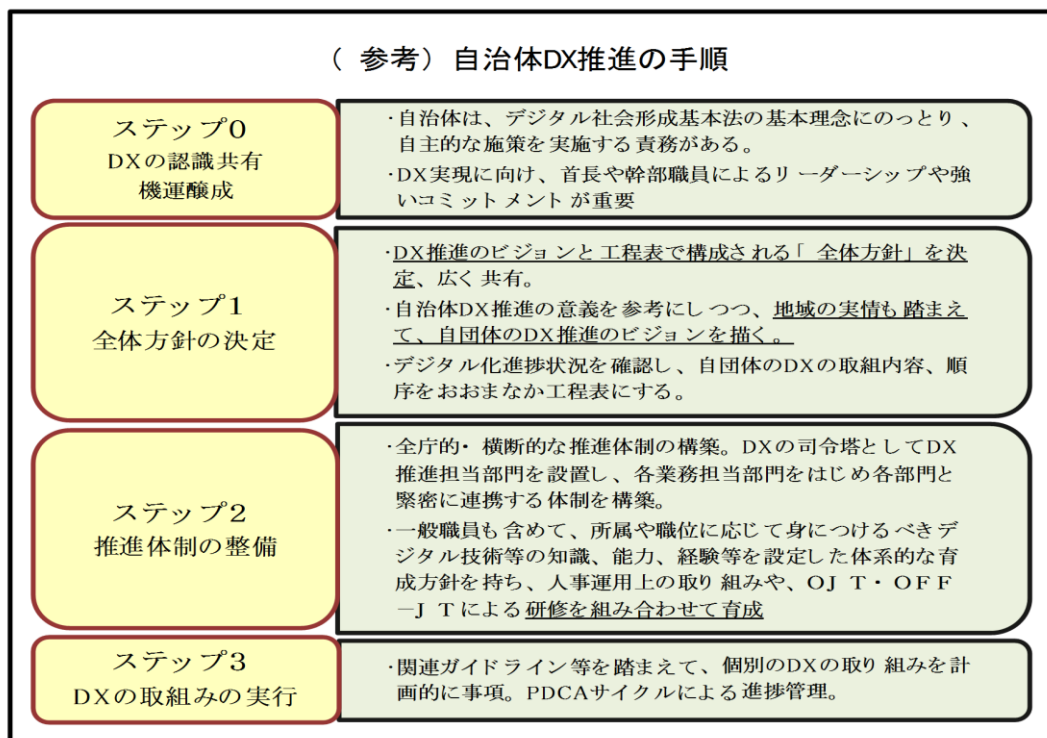 （ 参考） 自治体DX推進の手順
ステップ0
DXの認識共有
機運醸成
・自治体は、デジタル社会形成基本法の基本理念にのっとり、
自主的な施策を実施する責務がある。
・DX実現に向け、首長や幹部職員によるリーダーシップや強
いコミットメントが重要
ステップ1
全体方針の決定
・DX推進のビジョンと工程表で構成される「 全体方針」を決
定、広く共有。
・自治体DX推進の意義を参考にしつつ、地域の実情も踏まえ
て、自団体のDX推進のビジョンを描く。
・デジタル化進捗状況を確認し、自団体のDXの取組内容、順
序をおおまなか工程表にする。
ステップ2
推進体制の整備
・全庁的・ 横断的な推進体制の構築。DXの司令塔としてDX
推進担当部門を設置し、各業務担当部門をはじめ各部門と
緊密に連携する体制を構築。
・一般職員も含めて、所属や職位に応じて身につけるべきデ
ジタル技術等の知識、能力、経験等を設定した体系的な育
成方針を持ち、人事運用上の取り組みや、OJT・OFF
－JTによる研修を組み合わせて育成
ステップ3
DXの取組みの実行
・関連ガイドライン等を踏まえて、個別のDXの取り組みを計
画的に事項。PDCAサイクルによる進捗管理。